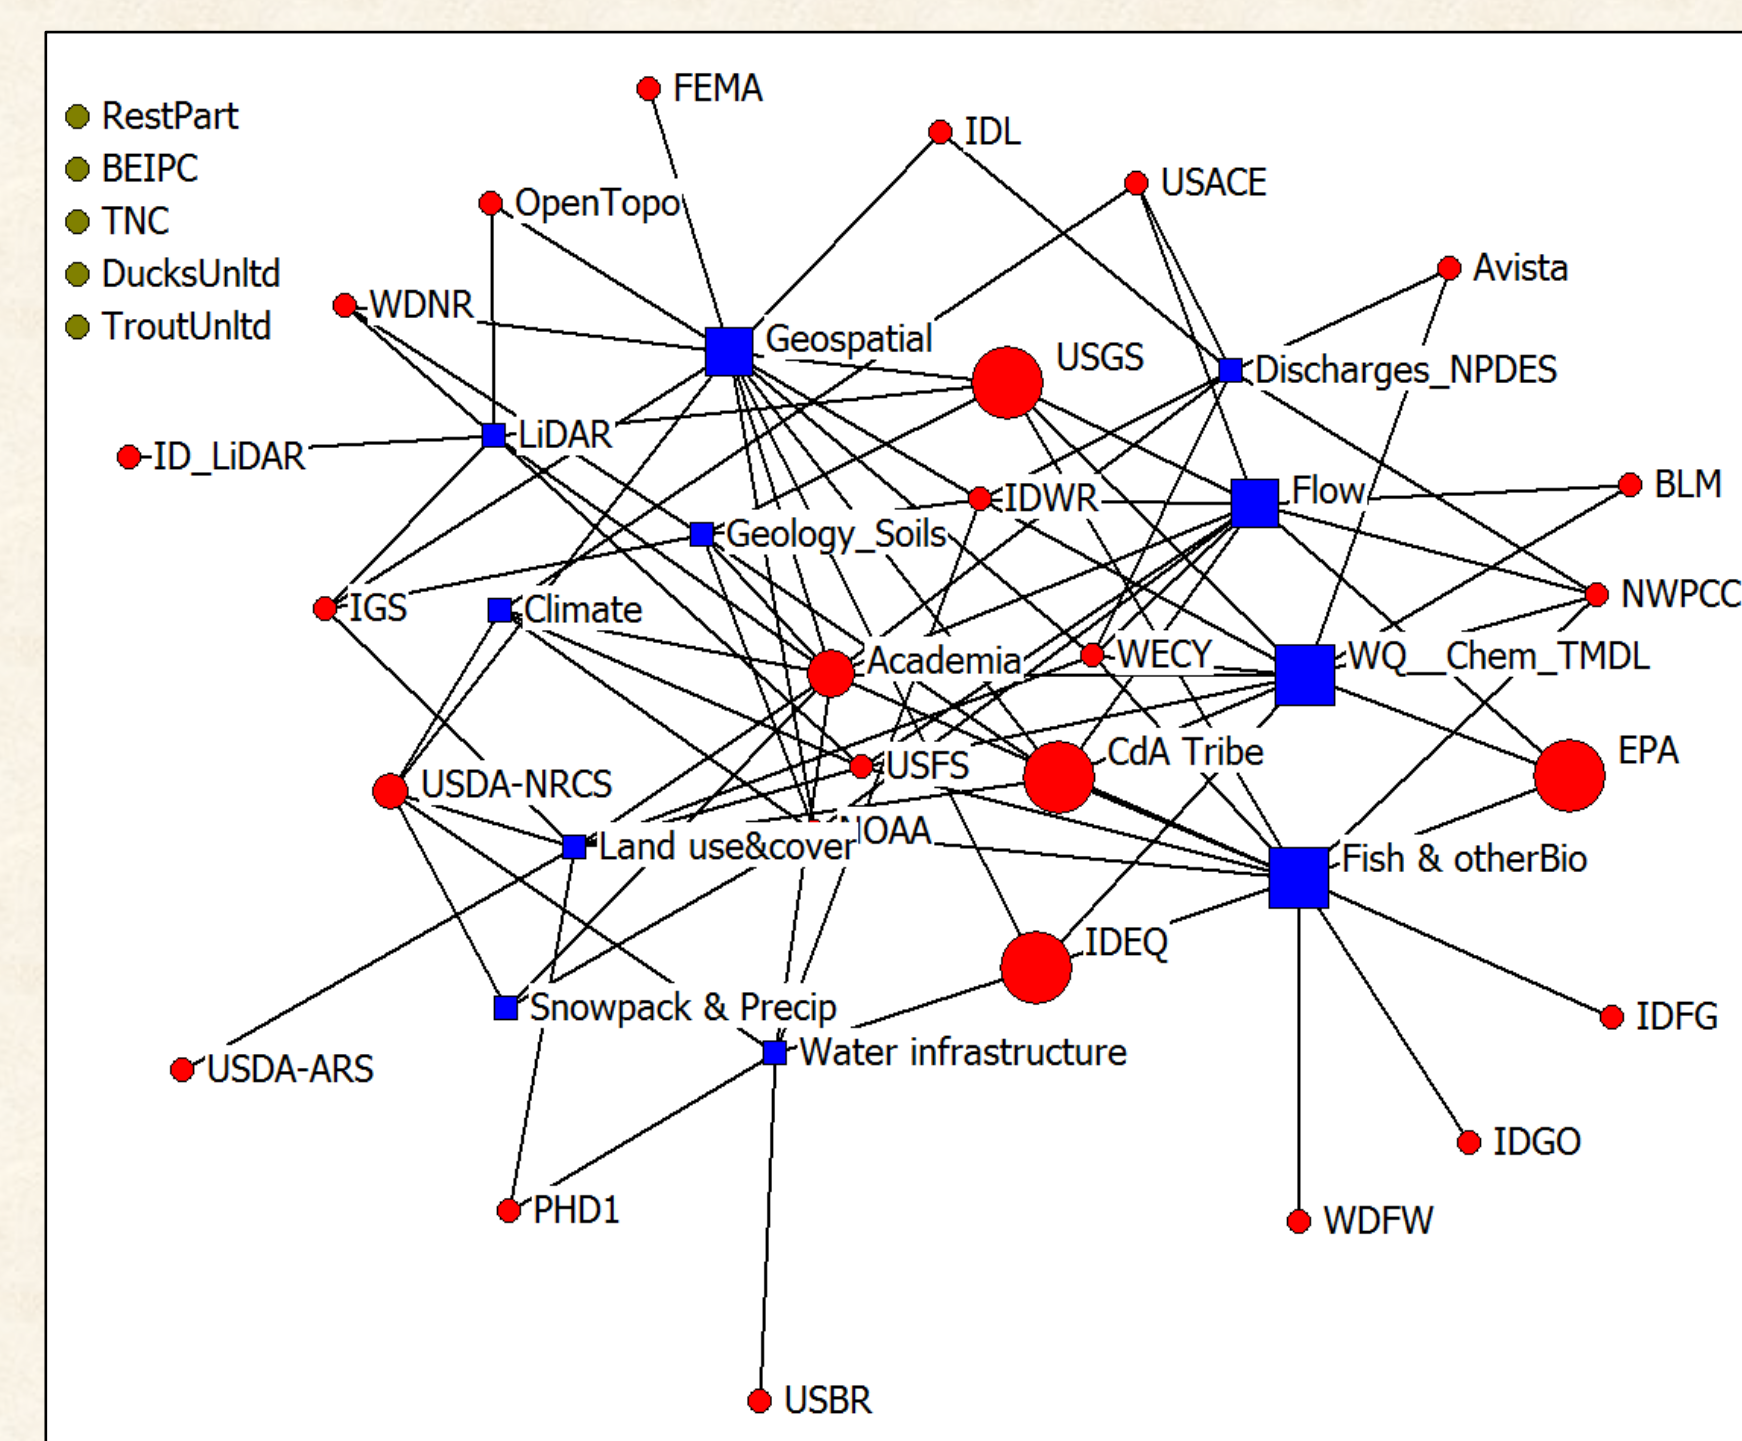 FEMA
RestPart
IDL
BEIPC
USACE
OpenTopo
TNC
DucksUnltd
Avista
WDNR
TroutUnltd
Geospatial
USGS
Discharges_NPDES
LiDAR
ID_LiDAR
BLM
Flow
IDWR
Geology_Soils
NWPCC
IGS
Climate
WECY
WQ__Chem_TMDL
Academia
EPA
CdA Tribe
USFS
USDA-NRCS
NOAA
Land use&cover
Fish & otherBio
IDEQ
Snowpack & Precip
IDFG
Water infrastructure
USDA-ARS
IDGO
PHD1
WDFW
USBR